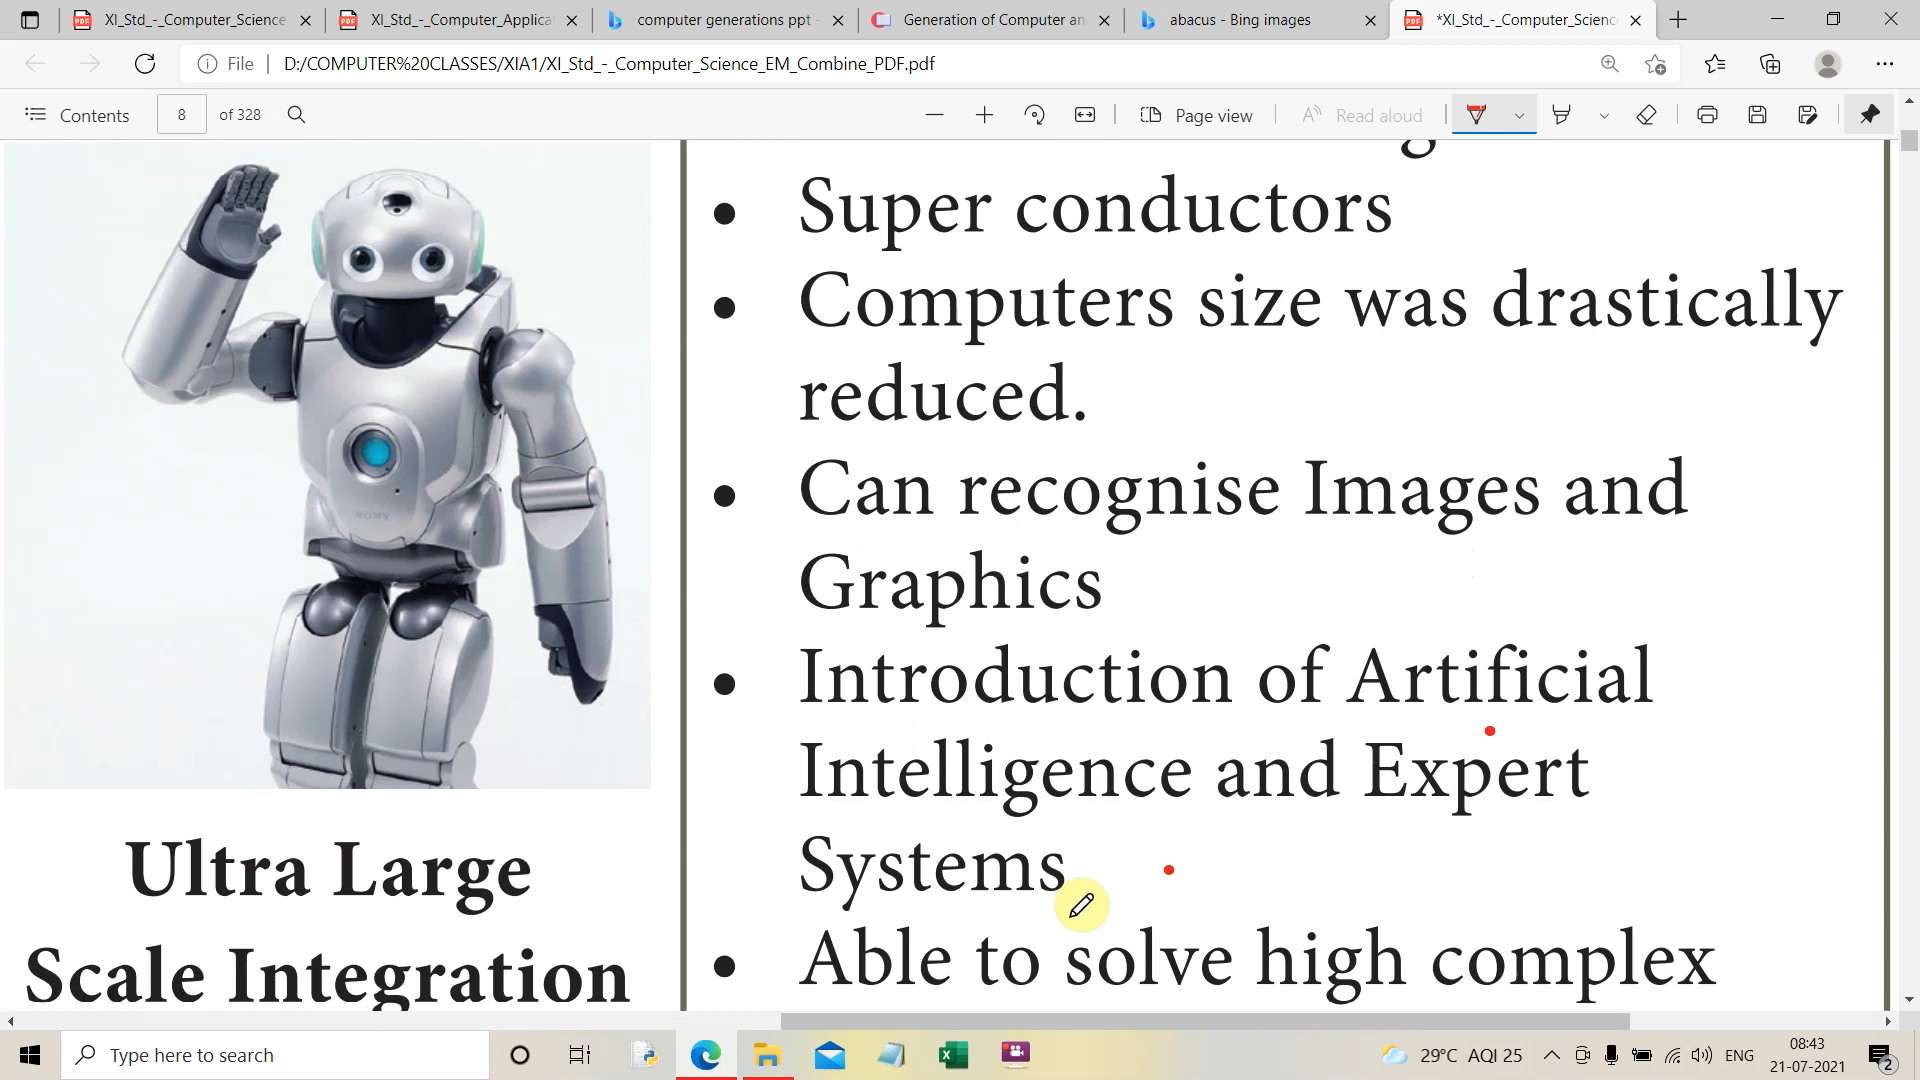 XI_Std_-_Computer_Science
XI_Std_-_Computer_Applica
computer generations ppt -
Generation of Computer an
abacus - Bing images
*XI_Std_-_Computer_Scienc
File
D:/COMPUTER%20CLASSES/XIA1/XI_Std_-_Computer_Science_EM_Combine_PDF.pdf
Contents
8
of 328
Page view
Read aloud
Super conductors
Computers size was drastically
reduced.
Can recognise Images and
Graphics
Introduction of Artificial
Intelligence and Expert
Systems
Able to solve high complex
SONY
Ultra Large
Scale Integration
Type here to search
29°C AQI 25
ENG
08:43
21-07-2021
2